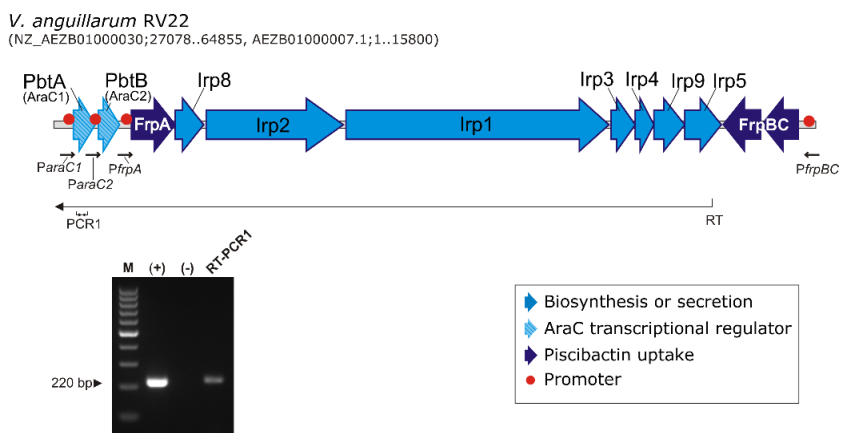 V. anguillarum RV22
(NZ_AEZB01000030;27078..64855, AEZB01000007.1;1..15800)
PbtA PbtB Irp8 Irp3 Irp4 Irp9 Irp5
(AraC1) (AraC2)
FrpA Irp2 Irp1 FrpBC
ParaC1 ParaC2 PfrpA PfrpBC
PCR1 RT
M (+) (-) RT-PCR1
220 bp
Biosynthesis or secretion
AraC transcriptional regulator
Piscibactin uptake
Promoter